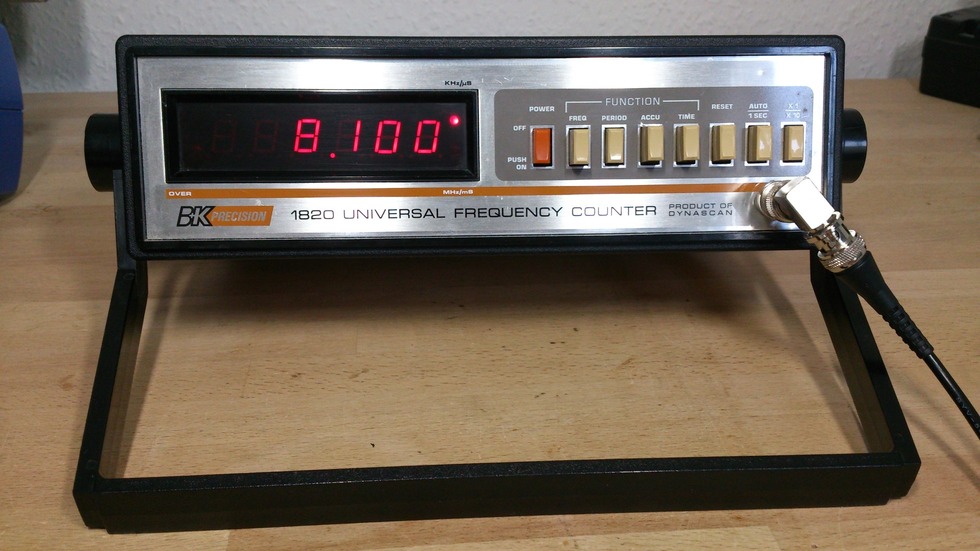 KHz/µS
8.100
OVER
MHz/mS
BK PRECISION
1820 UNIVERSAL FREQUENCY COUNTER
PRODUCT OF
DYNASCAN
FUNCTION
POWER
OFF
PUSH
ON
FREQ
PERIOD
ACCU
TIME
RESET
AUTO
1 SEC
X 1
X 10